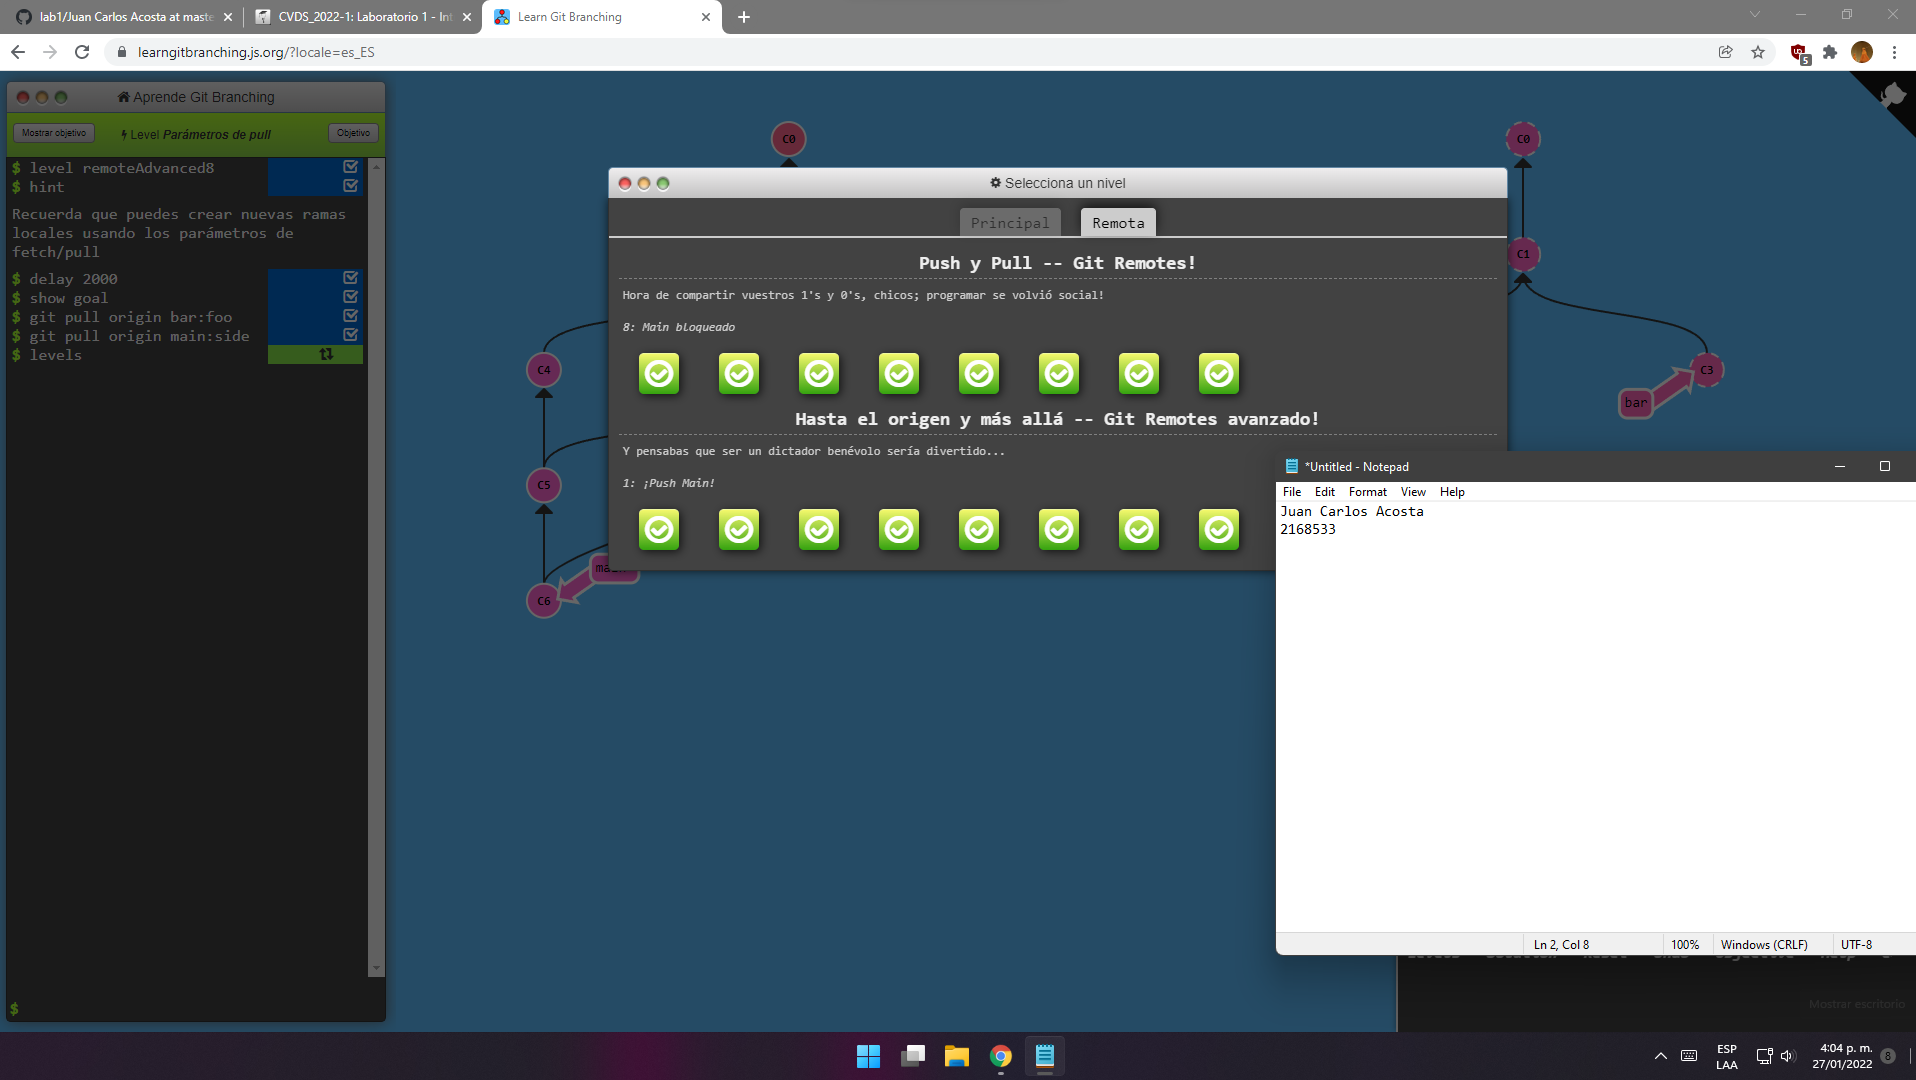 lab1/Juan Carlos Acosta at maste
CVDS_2022-1: Laboratorio 1 - Int
Learn Git Branching
learngitbranching.js.org/?locale=es_ES
5
Aprende Git Branching
Mostrar objetivo
Level Parámetros de pull
Objetivo
$ level remoteAdvanced8
$ hint
Recuerda que puedes crear nuevas ramas
locales usando los parámetros de
fetch/pull
$ delay 2000
$ show goal
$ git pull origin bar:foo
$ git pull origin main:side
$ levels
$
C0
C4
C5
C6
Selecciona un nivel
Principal
Remota
Push y Pull -- Git Remotes!
Hora de compartir vuestros 1's y 0's, chicos; programar se volvió social!
8: Main bloqueado
Hasta el origen y más allá -- Git Remotes avanzado!
Y pensabas que ser un dictador benévolo sería divertido...
1: ¡Push Main!
C0
C1
C3
bar
*Untitled - Notepad
File Edit Format View Help
Juan Carlos Acosta
2168533
Ln 2, Col 8
100%
Windows (CRLF)
UTF-8
Mostrar escritorio
ESP
LAA
4:04 p. m.
27/01/2022
8